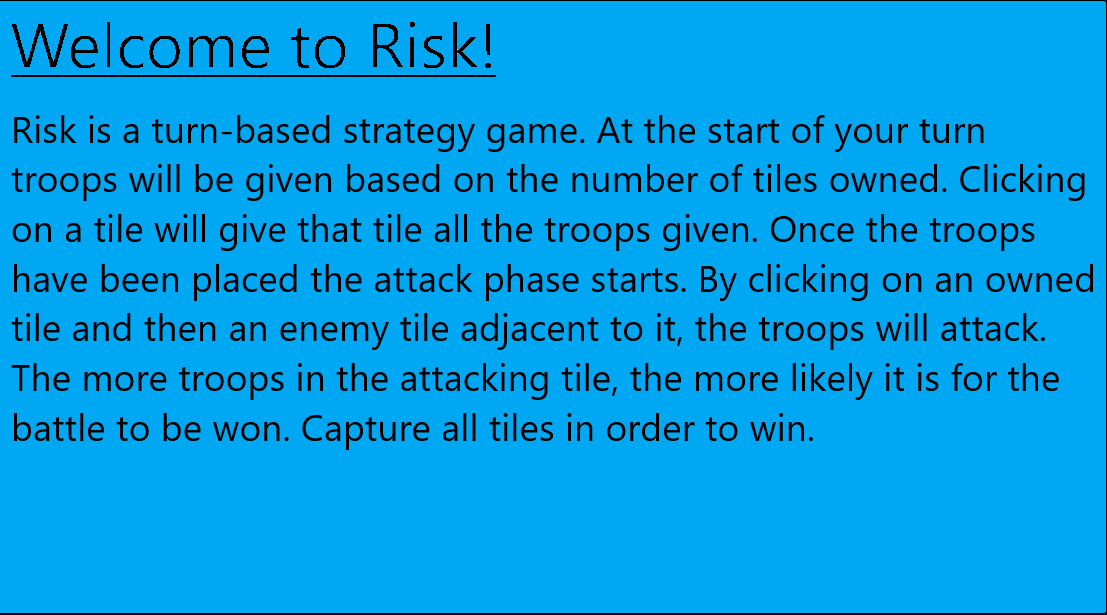 Welcome to Risk!
Risk is a turn-based strategy game. At the start of your turn
troops will be given based on the number of tiles owned. Clicking
on a tile will give that tile all the troops given. Once the troops
have been placed the attack phase starts. By clicking on an owned
tile and then an enemy tile adjacent to it, the troops will attack.
The more troops in the attacking tile, the more likely it is for the
battle to be won. Capture all tiles in order to win.